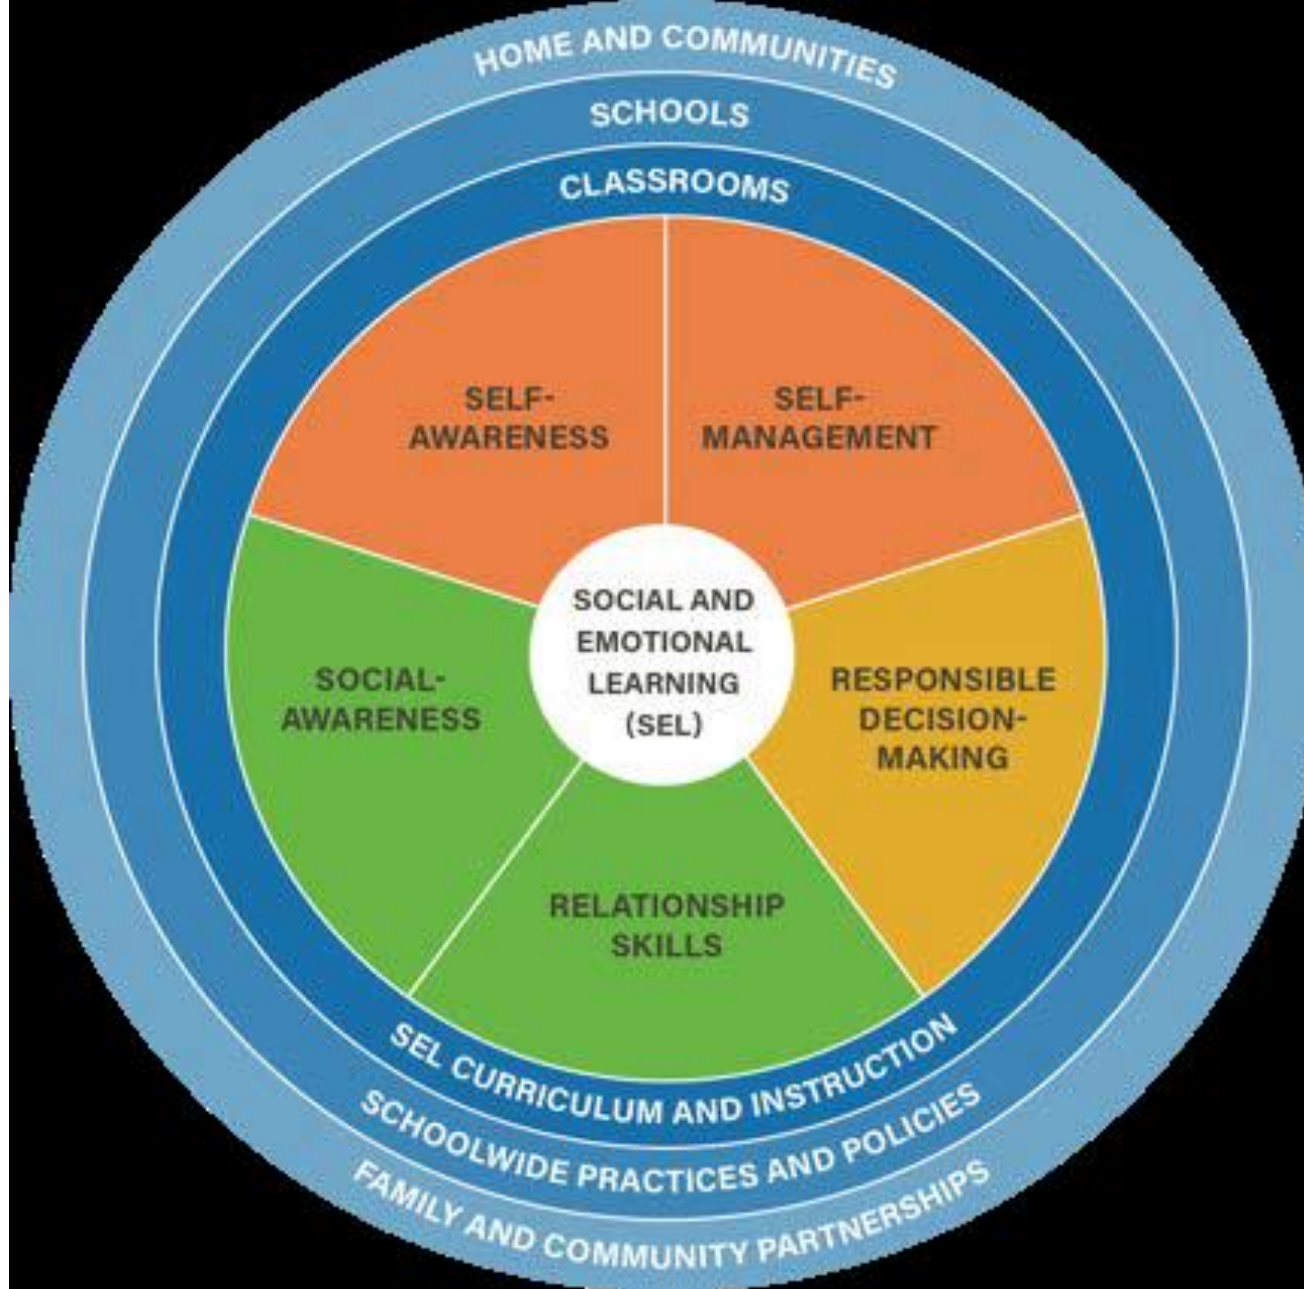 HOME AND COMMUNITIES
SCHOOLS
CLASSROOMS
SELF-
AWARENESS
SELF-
MANAGEMENT
SOCIAL AND
EMOTIONAL
LEARNING
(SEL)
SOCIAL-
AWARENESS
RESPONSIBLE
DECISION-
MAKING
RELATIONSHIP
SKILLS
SEL CURRICULUM AND INSTRUCTION
SCHOOLWIDE PRACTICES AND POLICIES
FAMILY AND COMMUNITY PARTNERSHIPS